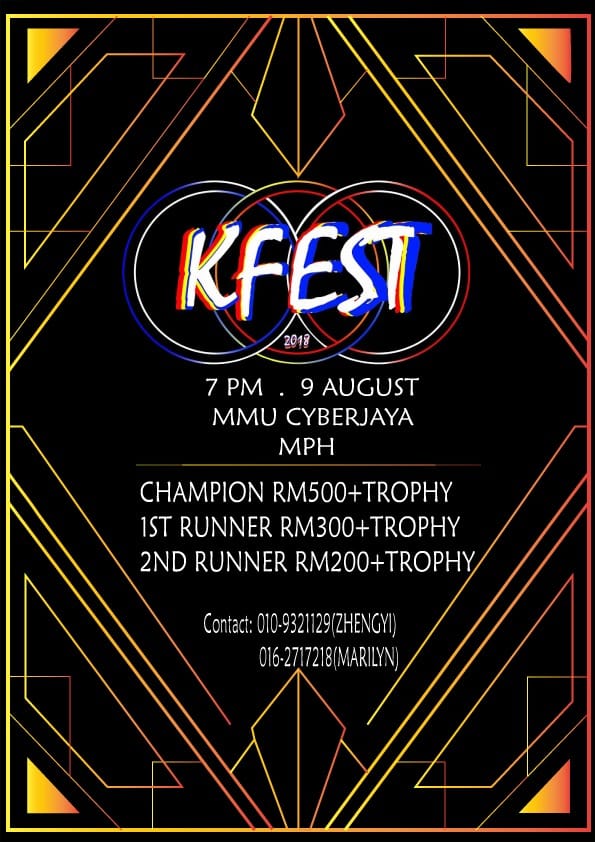 KFEST
2018
7 PM . 9 AUGUST
MMU CYBERJAYA
MPH
CHAMPION RM500+TROPHY
1ST RUNNER RM300+TROPHY
2ND RUNNER RM200+TROPHY
Contact: 010-9321129(ZHENGYI)
016-2717218(MARILYN)